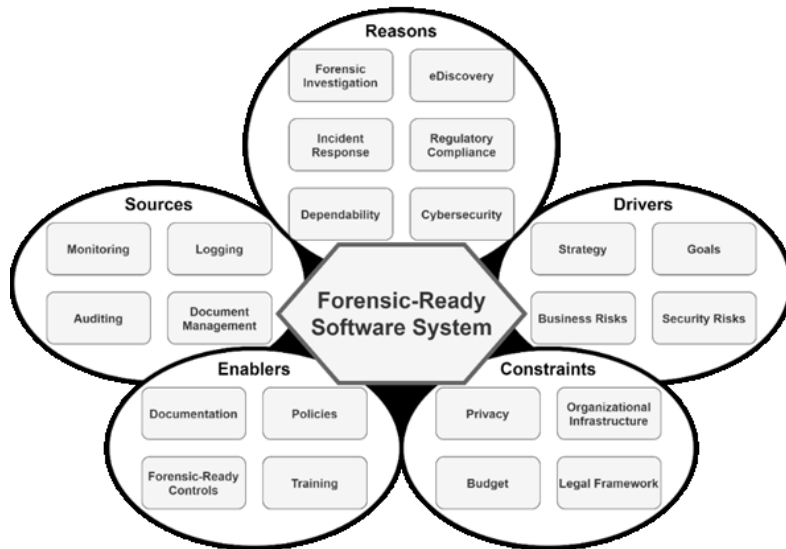 Reasons
Forensic
Investigation
eDiscovery
Incident
Response
Regulatory
Compliance
Dependability
Cybersecurity
Sources
Monitoring
Logging
Auditing
Document
Management
Drivers
Strategy
Goals
Business Risks
Security Risks
Forensic-Ready
Software System
Enablers
Documentation
Policies
Forensic-Ready
Controls
Training
Constraints
Privacy
Organizational
Infrastructure
Budget
Legal Framework